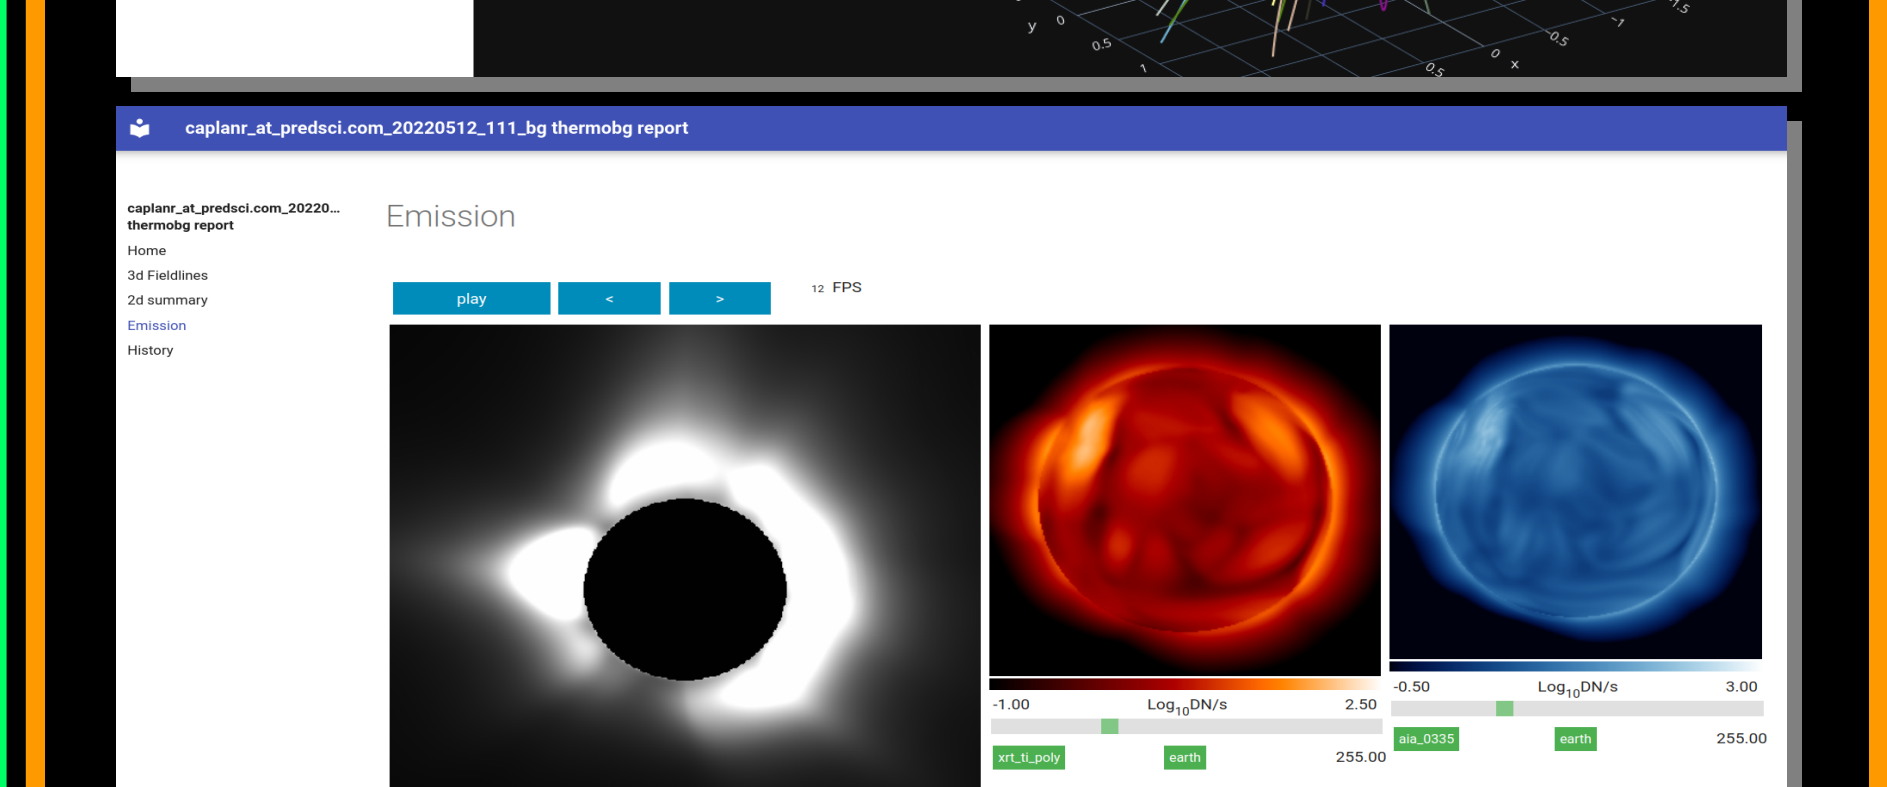 y
0
0.5
1
0.5
0
x
-0.5
-1
-1.5
caplanr_at_predsci.com_20220512_111_bg thermobg report
caplanr_at_predsci.com_20220...
thermobg report
Home
3d Fieldlines
2d summary
Emission
History
Emission
play
<
>
12 FPS
-1.00 Log10DN/s 2.50
xrt_ti_poly earth 255.00
-0.50 Log10DN/s 3.00
aia_0335 earth 255.00